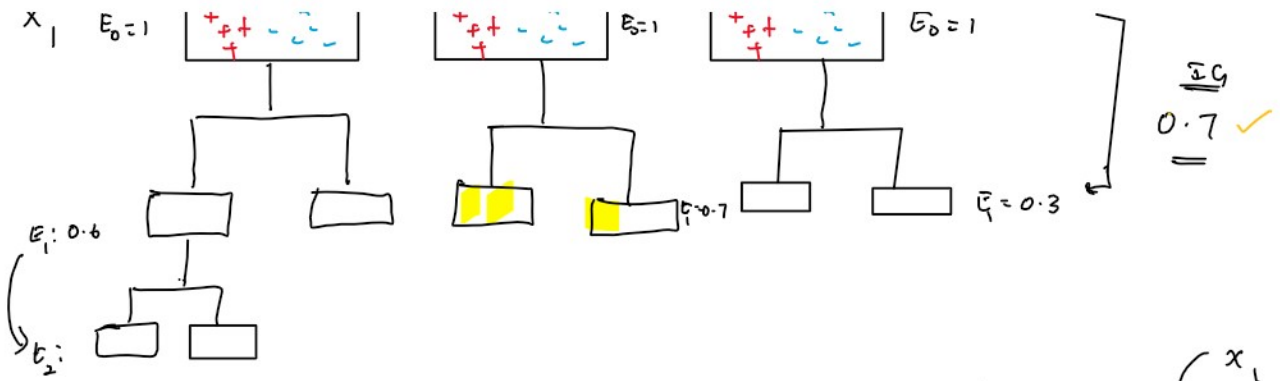 x₁ E₀ = 1 E₀ = 1 E₀ = 1
IG
0.7 ✓
E₁ = 0.7 E₁ = 0.3
E₁: 0.6
E₂:
x₁